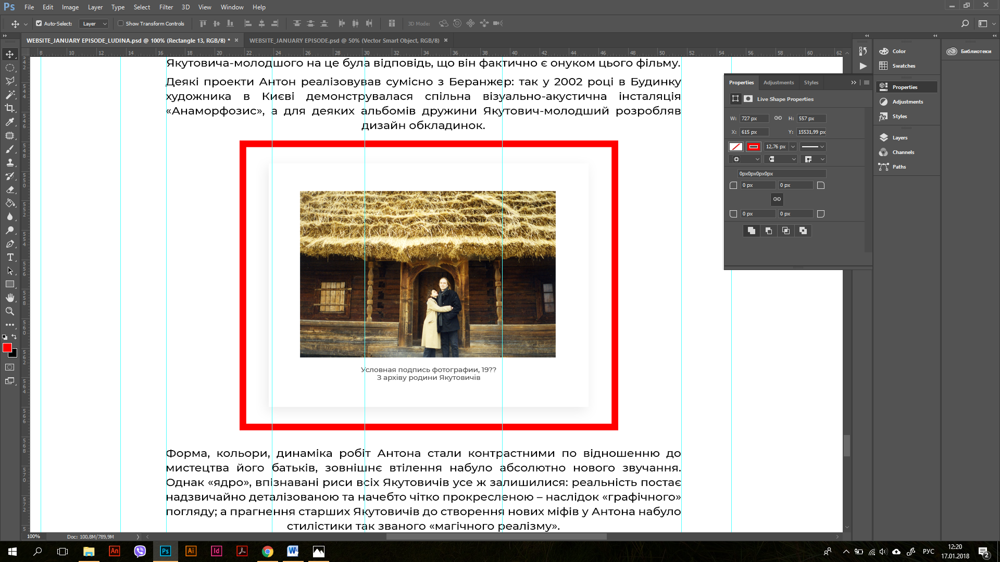 Ps File Edit Image Layer Type Select Filter 3D View Window Help
Auto-Select: Layer Show Transform Controls 3D Mode:
WEBSITE_JANUARY EPISODE_LUDINA.psd @ 100% (Rectangle 13, RGB/8) * × WEBSITE_JANUARY EPISODE.psd @ 50% (Vector Smart Object, RGB/8) ×
8 10 12 14 16 18 20 22 24 26 28 30 32 34 36 38 40 42 44 46 48 50 52 54 56 58 60 62
Якутовича-молодшого на це була відповідь, що він фактично є онуком цього фільму.
Деякі проекти Антон реалізовував сумісно з Беранжер: так у 2002 році в Будинку
художника в Києві демонструвалася спільна візуально-акустична інсталяція
«Анаморфозис», а для деяких альбомів дружини Якутович-молодший розробляв
дизайн обкладинок.
Условная подпись фотографии, 19??
З архіву родини Якутовичів
Форма, кольори, динаміка робіт Антона стали контрастними по відношенню до
мистецтва його батьків, зовнішнє втілення набуло абсолютно нового звучання.
Однак «ядро», впізнавані риси всіх Якутовичів усе ж залишилися: реальність постає
надзвичайно деталізованою та начебто чітко прокресленою – наслідок «графічного»
погляду; а прагнення старших Якутовичів до створення нових міфів у Антона набуло
стилістики так званого «магічного реалізму».
Properties Adjustments Styles
Live Shape Properties
W: 727 px H: 557 px
X: 615 px Y: 15531,99 px
12,76 px
0px0px0px0px
0 px 0 px
0 px 0 px
Color
Swatches
Properties
Adjustments
Styles
Layers
Channels
Paths
Библиотеки
100% Doc: 100,8M/789,9M
An Ps Ai Id
РУС
12:20
17.01.2018
2